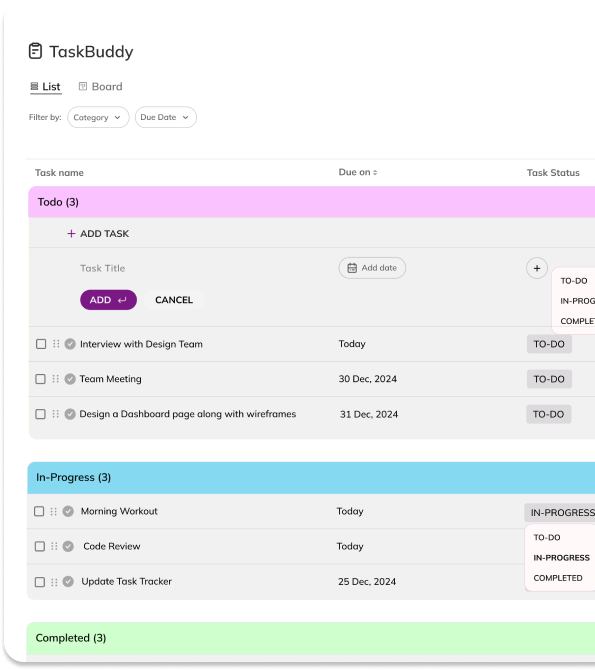 TaskBuddy
List Board
Filter by: Category Due Date
Task name Due on Task Status
Todo (3)
+ ADD TASK
Task Title Add date +
TO-DO
IN-PROG
COMPLET
ADD CANCEL
Interview with Design Team Today TO-DO
Team Meeting 30 Dec, 2024 TO-DO
Design a Dashboard page along with wireframes 31 Dec, 2024 TO-DO
In-Progress (3)
Morning Workout Today IN-PROGRESS
TO-DO
IN-PROGRESS
COMPLETED
Code Review Today
Update Task Tracker 25 Dec, 2024
Completed (3)